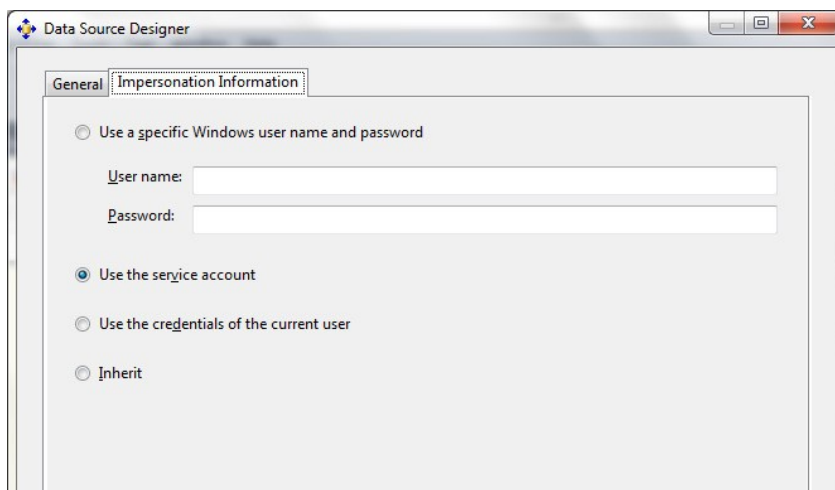 Data Source Designer
General Impersonation Information
Use a specific Windows user name and password
User name:
Password:
Use the service account
Use the credentials of the current user
Inherit